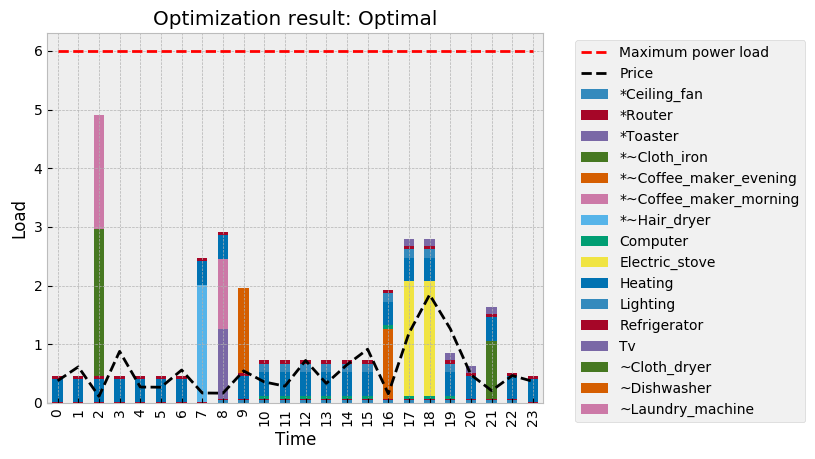 Optimization result: Optimal
6
5
4
3
2
1
0
Load
0 1 2 3 4 5 6 7 8 9 10 11 12 13 14 15 16 17 18 19 20 21 22 23
Time
Maximum power load
Price
*Ceiling_fan
*Router
*Toaster
*~Cloth_iron
*~Coffee_maker_evening
*~Coffee_maker_morning
*~Hair_dryer
Computer
Electric_stove
Heating
Lighting
Refrigerator
Tv
~Cloth_dryer
~Dishwasher
~Laundry_machine